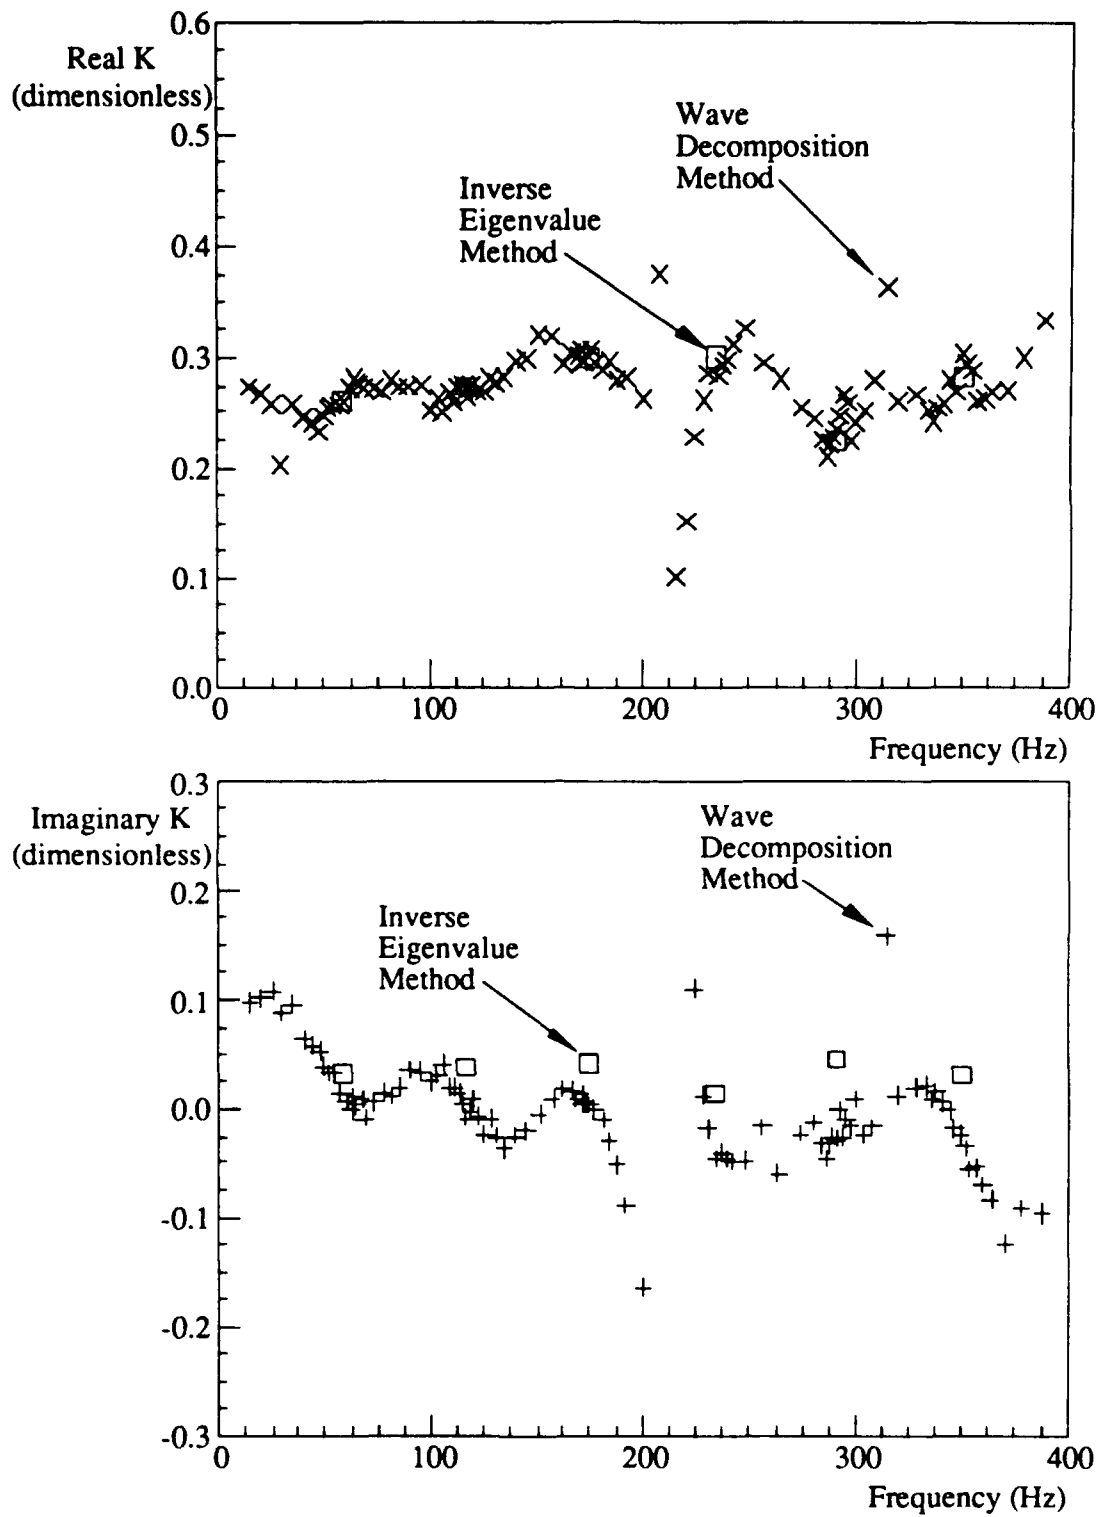 0.6
Real K
(dimensionless)
0.5
0.4
0.3
0.2
0.1
0.0
Wave
Decomposition
Method
Inverse
Eigenvalue
Method
0 100 200 300 400
Frequency (Hz)
0.3
Imaginary K
(dimensionless)
0.2
0.1
0.0
-0.1
-0.2
-0.3
Wave
Decomposition
Method
Inverse
Eigenvalue
Method
0 100 200 300 400
Frequency (Hz)